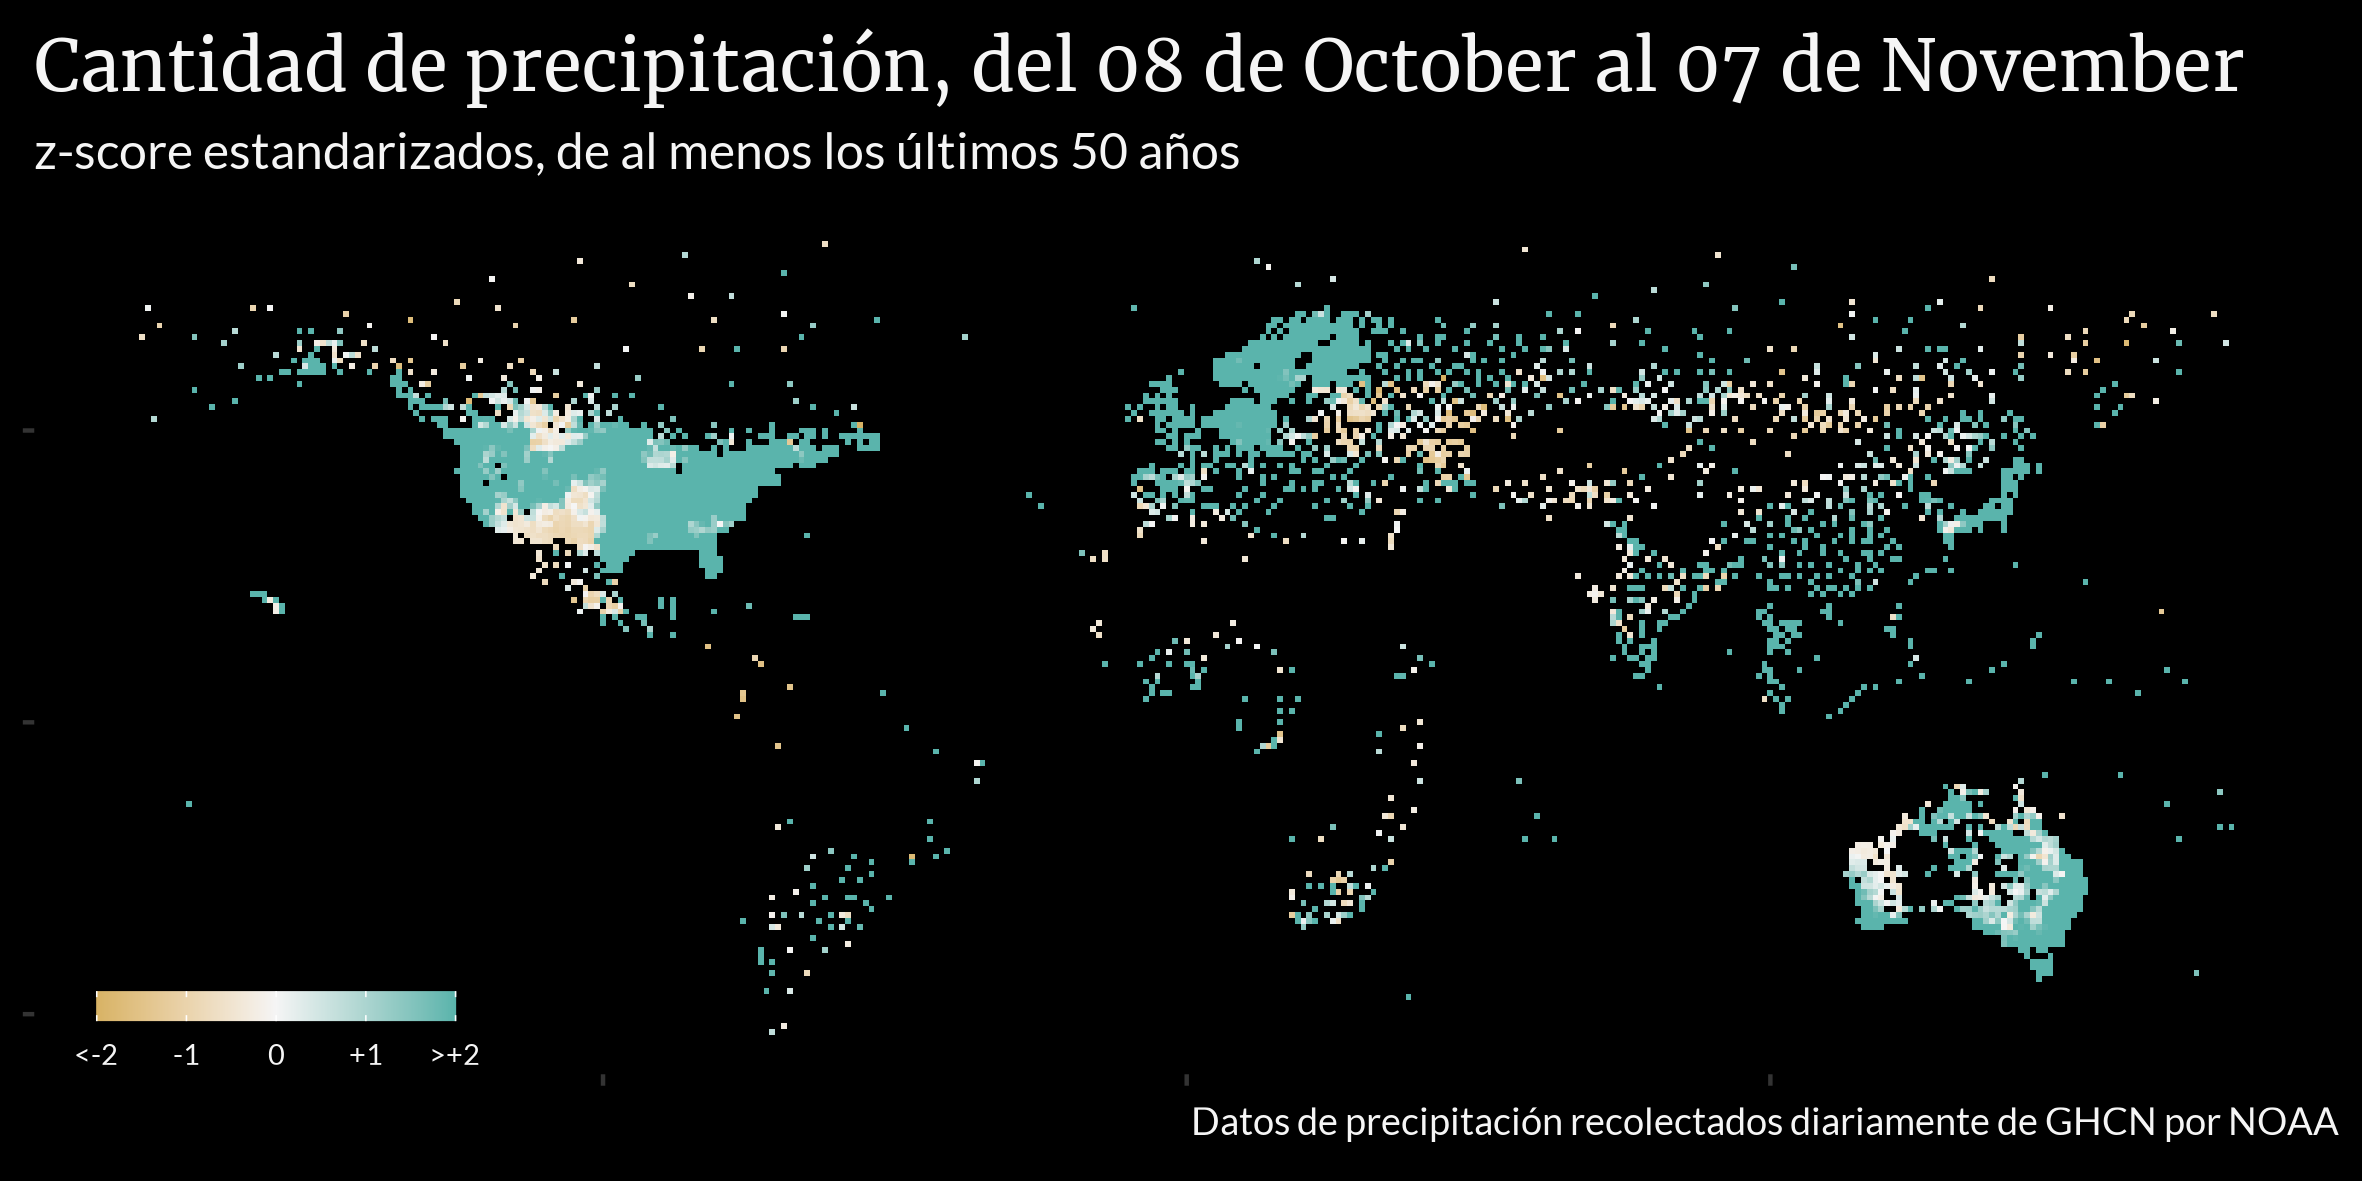 Cantidad de precipitación, del 08 de October al 07 de November
z-score estandarizados, de al menos los últimos 50 años
<-2 -1 0 +1 >+2
Datos de precipitación recolectados diariamente de GHCN por NOAA